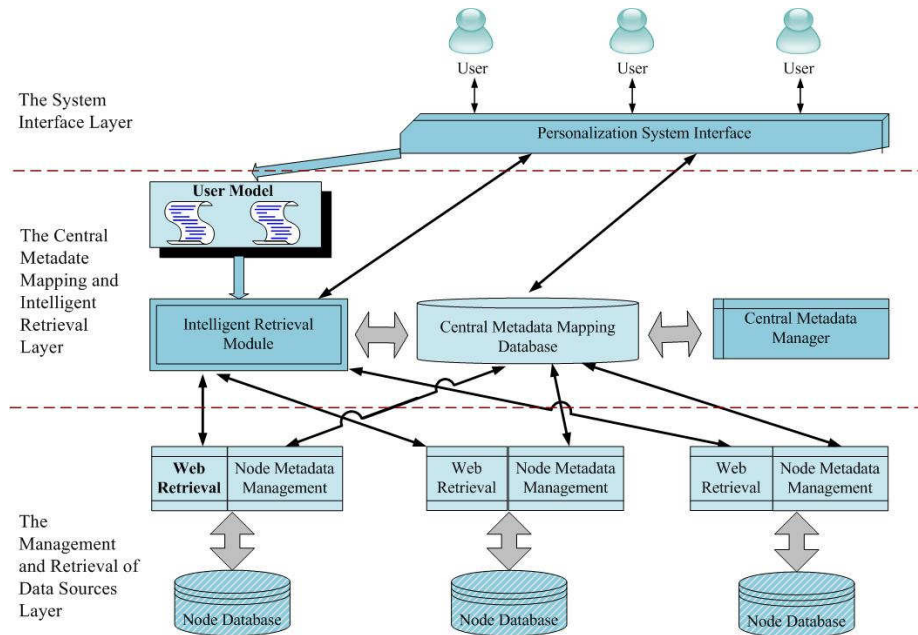 User
User
User
The System
Interface Layer
Personalization System Interface
User Model
The Central
Metadate
Mapping and
Intelligent
Retrieval
Layer
Intelligent Retrieval
Module
Central Metadata Mapping
Database
Central Metadata
Manager
Web
Retrieval
Node Metadata
Management
Web
Retrieval
Node Metadata
Management
Web
Retrieval
Node Metadata
Management
The
Management
and Retrieval of
Data Sources
Layer
Node Database
Node Database
Node Database